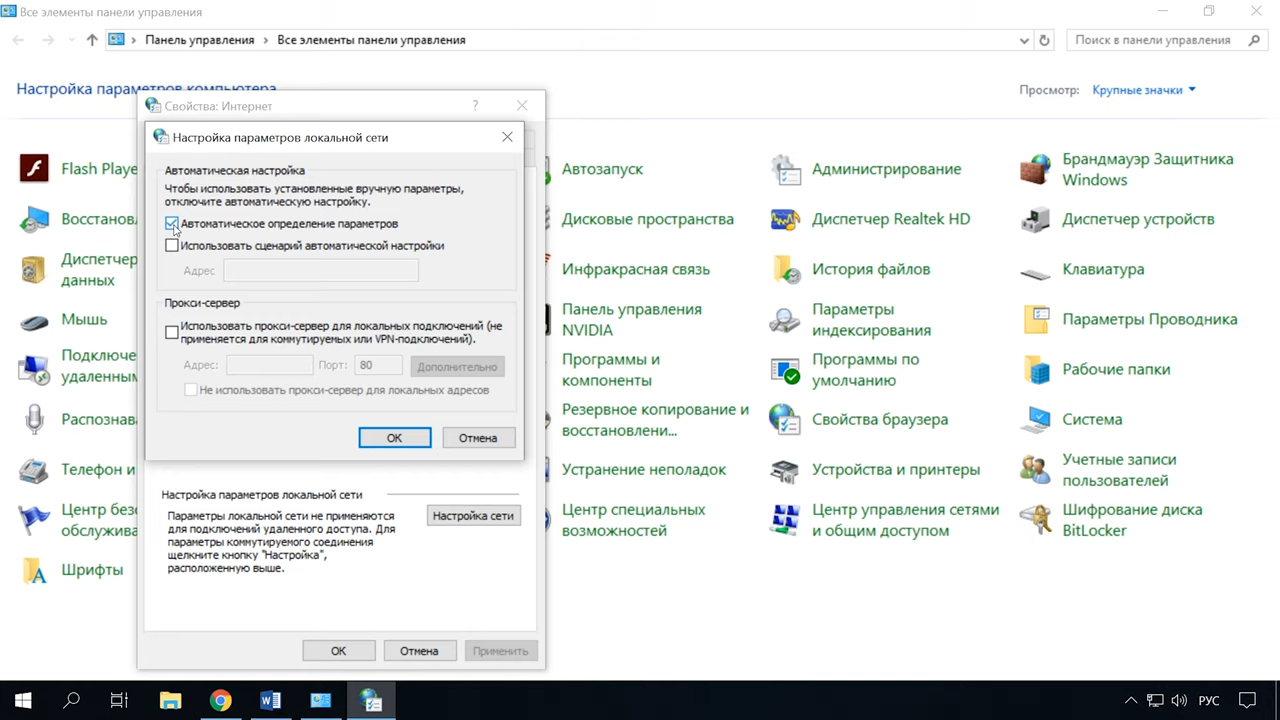 Все элементы панели управления
Панель управления
Все элементы панели управления
Поиск в панели управления
Настройка параметров компьютера
Просмотр:
Крупные значки
Свойства: Интернет
?
Настройка параметров локальной сети
Автоматическая настройка
Чтобы использовать установленные вручную параметры,
отключите автоматическую настройку.
Автоматическое определение параметров
Использовать сценарий автоматической настройки
Адрес
Прокси-сервер
Использовать прокси-сервер для локальных подключений (не
применяется для коммутируемых или VPN-подключений).
Адрес:
Порт:
80
Дополнительно
Не использовать прокси-сервер для локальных адресов
ОК
Отмена
Настройка параметров локальной сети
Параметры локальной сети не применяются
для подключений удаленного доступа. Для
параметры коммутируемого соединения
щелкните кнопку "Настройка",
расположенную выше.
Настройка сети
ОК
Отмена
Применить
Flash Playe
Восстановл
Диспетчер
данных
Мышь
Подключе
удаленным
Распознава
Телефон и
Центр безо
обслужива
Шрифты
Автозапуск
Дисковые пространства
Инфракрасная связь
Панель управления
NVIDIA
Программы и
компоненты
Резервное копирование и
восстановлени...
Устранение неполадок
Центр специальных
возможностей
Администрирование
Диспетчер Realtek HD
История файлов
Параметры
индексирования
Программы по
умолчанию
Свойства браузера
Устройства и принтеры
Центр управления сетями
и общим доступом
Брандмауэр Защитника
Windows
Диспетчер устройств
Клавиатура
Параметры Проводника
Рабочие папки
Система
Учетные записи
пользователей
Шифрование диска
BitLocker
РУС